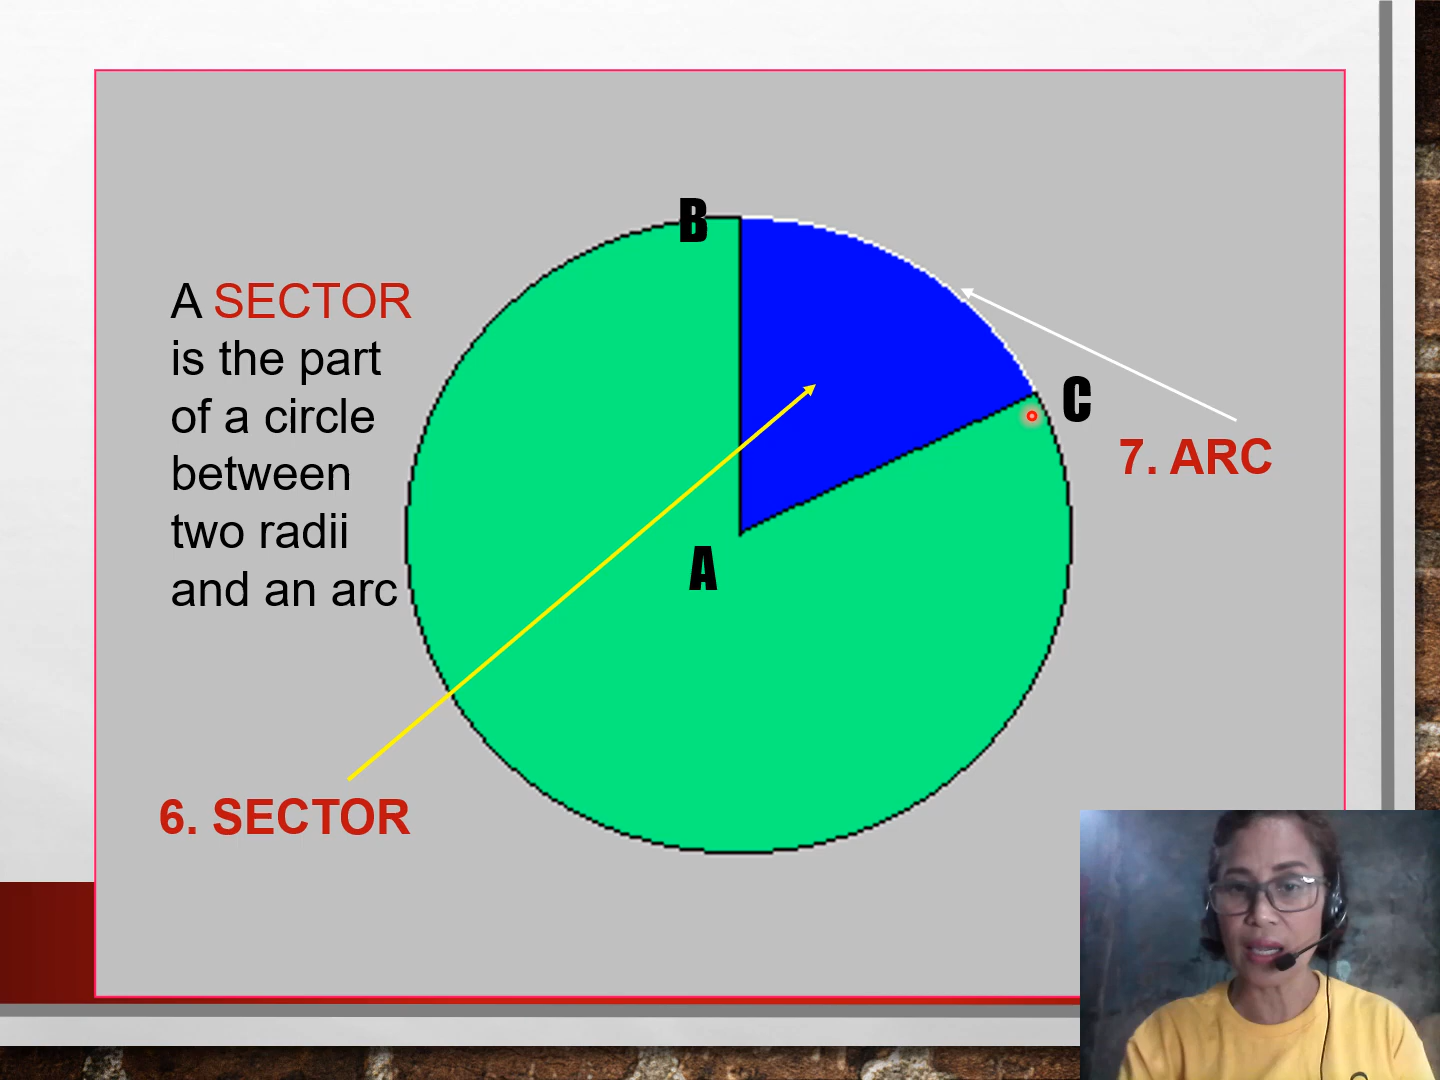 B
A SECTOR
is the part
of a circle
between
two radii
and an arc
C
7. ARC
A
6. SECTOR